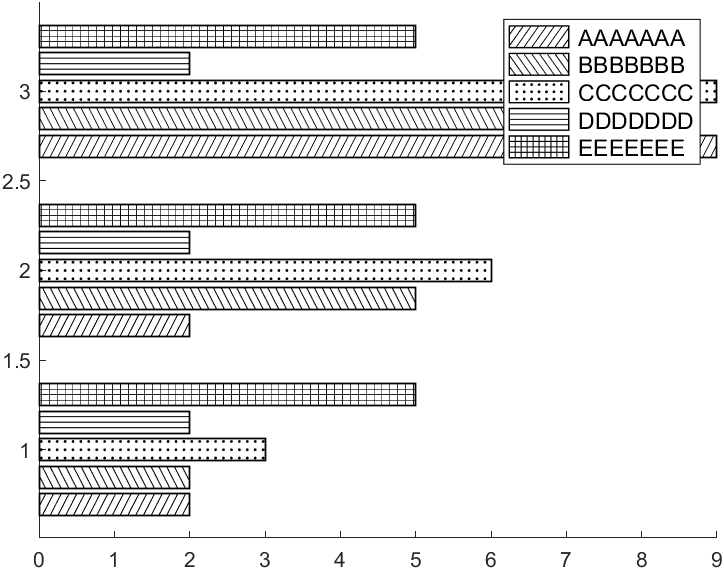 AAAAAAA
BBBBBBB
3
CCCCCCC
DDDDDDD
EEEEEEE
2.5
2
1.5
1
0 1 2 3 4 5 6 7 8 9